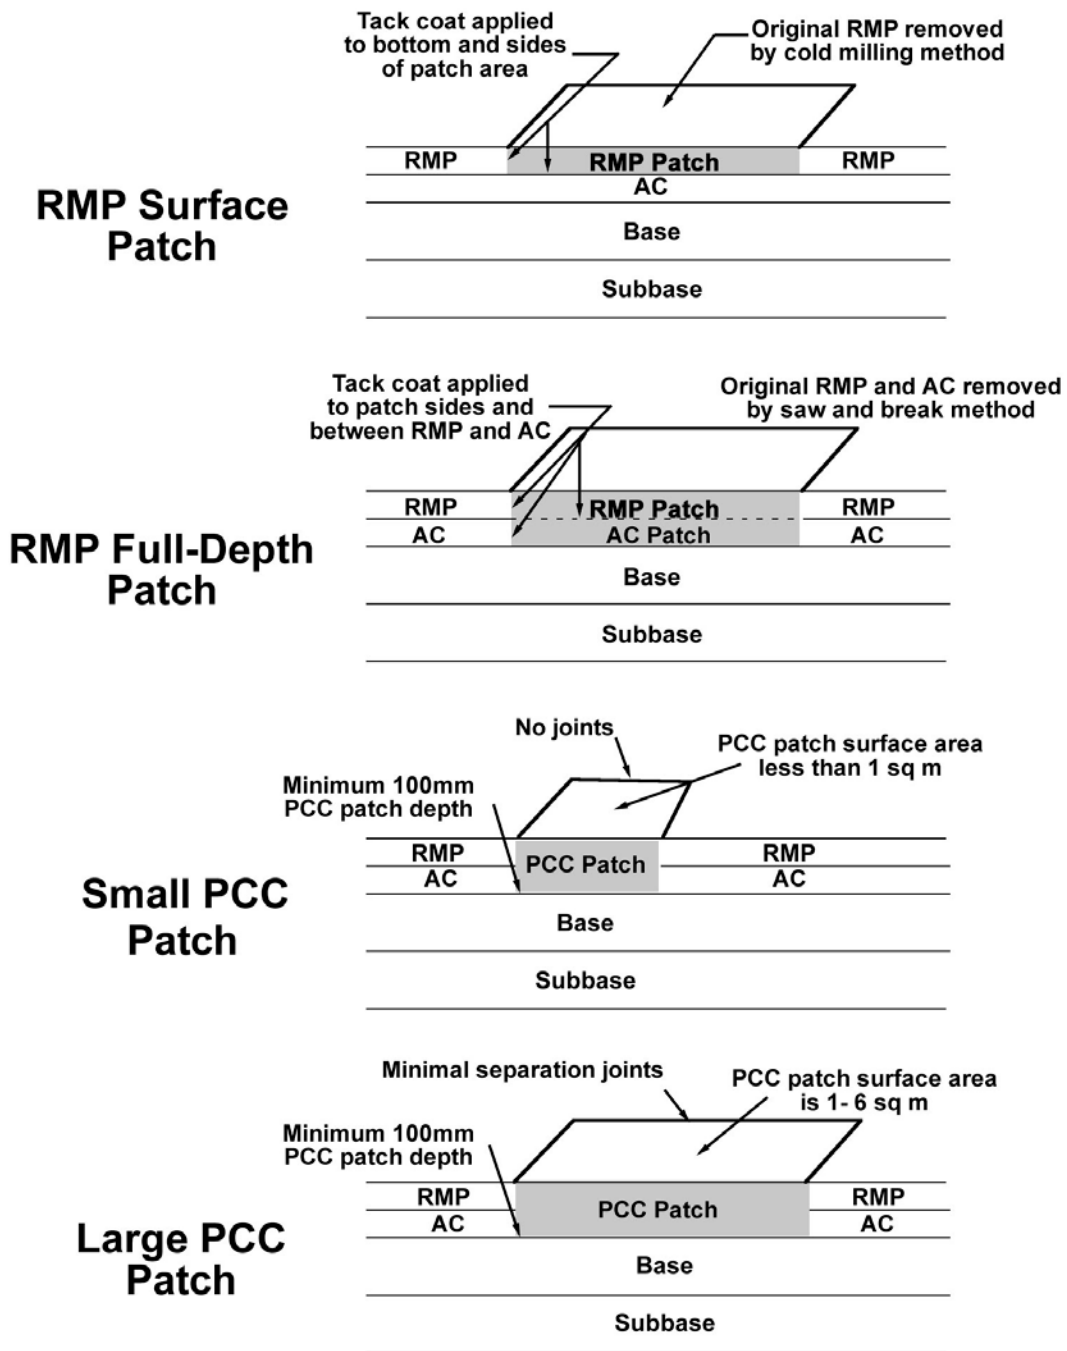 Tack coat applied
to bottom and sides
of patch area
Original RMP removed
by cold milling method
RMP
RMP Patch
RMP
AC
Base
Subbase
RMP Surface
Patch
Tack coat applied
to patch sides and
between RMP and AC
Original RMP and AC removed
by saw and break method
RMP
RMP Patch
RMP
AC
AC Patch
AC
Base
Subbase
RMP Full-Depth
Patch
No joints
PCC patch surface area
less than 1 sq m
Minimum 100mm
PCC patch depth
RMP
PCC Patch
RMP
AC
AC
Base
Subbase
Small PCC
Patch
Minimal separation joints
PCC patch surface area
is 1- 6 sq m
Minimum 100mm
PCC patch depth
RMP
PCC Patch
RMP
AC
AC
Base
Subbase
Large PCC
Patch